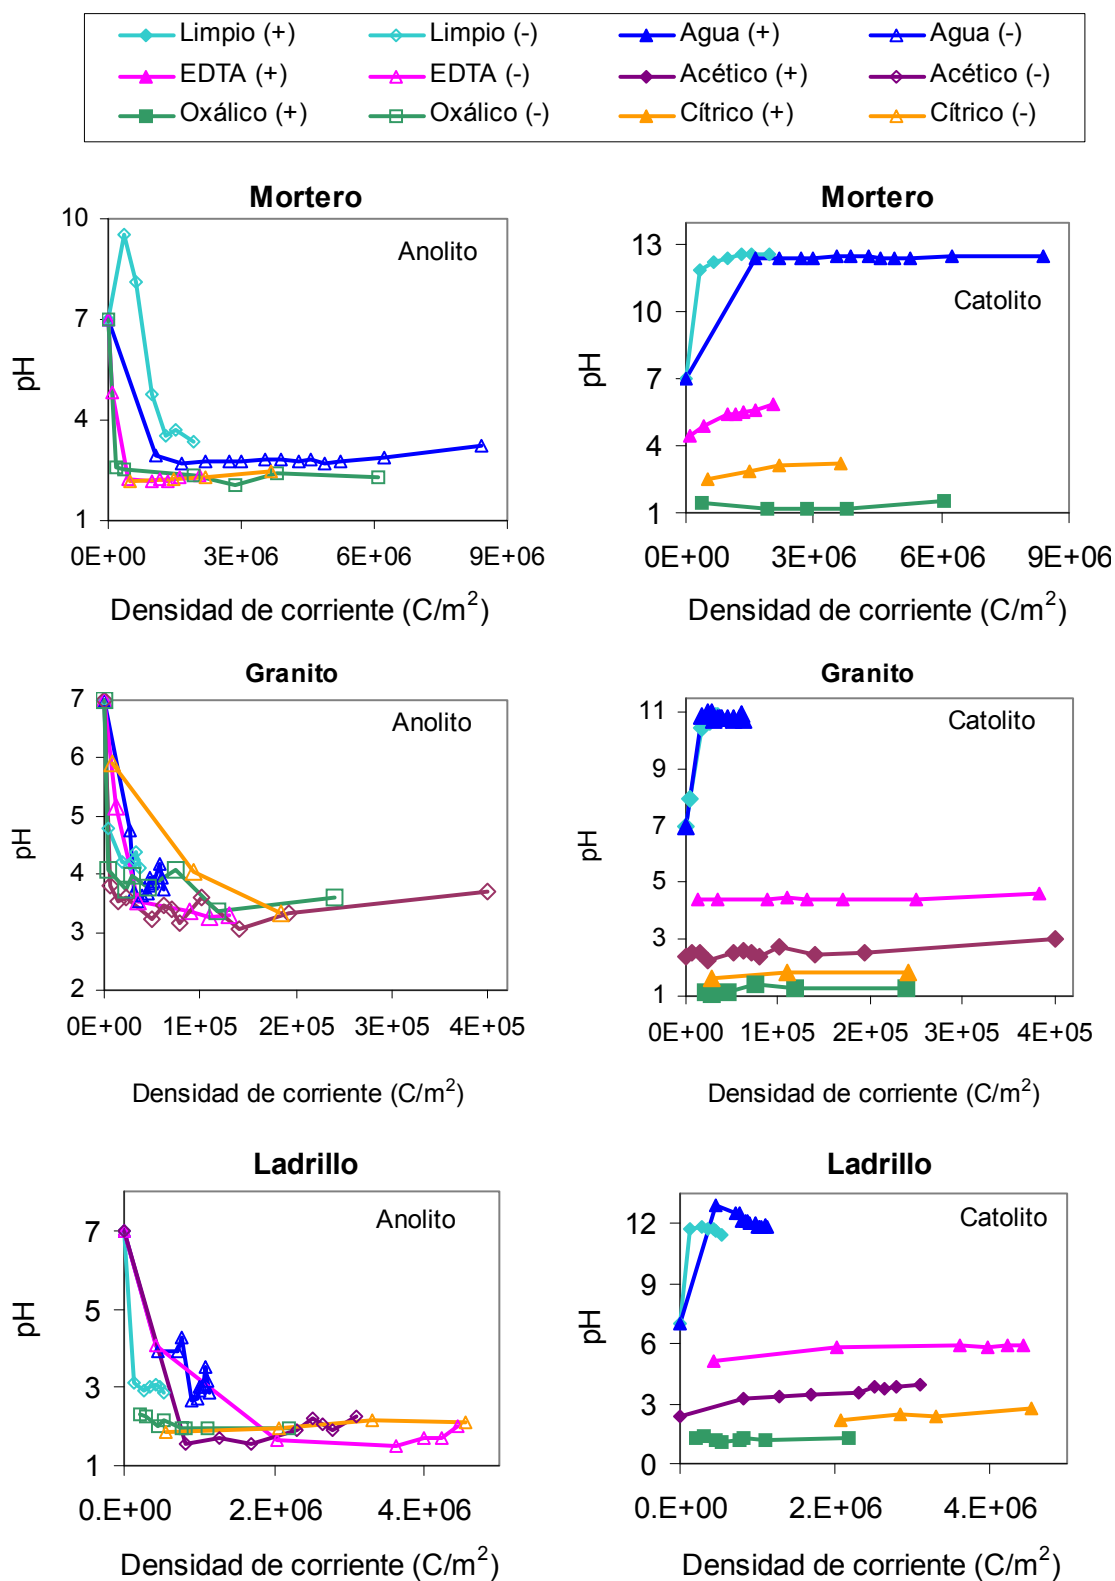 Limpio (+) Limpio (-) Agua (+) Agua (-)
EDTA (+) EDTA (-) Acético (+) Acético (-)
Oxálico (+) Oxálico (-) Cítrico (+) Cítrico (-)
Mortero
10
7
4
1
pH
Anolito
0E+00 3E+06 6E+06 9E+06
Densidad de corriente (C/m²)
Mortero
13
10
7
4
1
pH
Catolito
0E+00 3E+06 6E+06 9E+06
Densidad de corriente (C/m²)
Granito
7
6
5
4
3
2
pH
Anolito
0E+00 1E+05 2E+05 3E+05 4E+05
Densidad de corriente (C/m²)
Granito
11
9
7
5
3
1
pH
Catolito
0E+00 1E+05 2E+05 3E+05 4E+05
Densidad de corriente (C/m²)
Ladrillo
7
5
3
1
pH
Anolito
0.E+00 2.E+06 4.E+06
Densidad de corriente (C/m²)
Ladrillo
12
9
6
3
0
pH
Catolito
0.E+00 2.E+06 4.E+06
Densidad de corriente (C/m²)